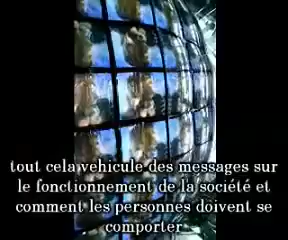 tout cela vehicule des messages sur
le fonctionnement de la société et
comment les personnes doivent se
comporter